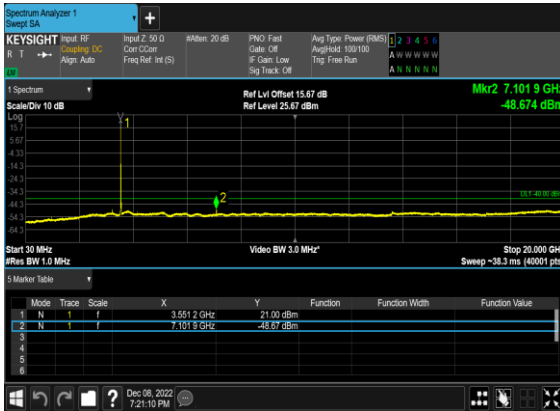 Spectrum Analyzer 1
Swept SA
+
KEYSIGHT
R T
Input: RF
Coupling: DC
Align: Auto
Input Z: 50 Ω
Corr CCorr
Freq Ref: Int (S)
#Atten: 20 dB
PNO: Fast
Gate: Off
IF Gain: Low
Sig Track: Off
Avg Type: Power (RMS)
Avg|Hold: 100/100
Trig: Free Run
1 2 3 4 5 6
A W W W W W
A N N N N N
1 Spectrum
Scale/Div 10 dB
Ref Lvl Offset 15.67 dB
Ref Level 25.67 dBm
Mkr2 7.101 9 GHz
-48.674 dBm
Log
15.7
5.67
-4.33
-14.3
-24.3
-34.3
-44.3
-54.3
-64.3
1
2
DL1 -40.00 dBm
Start 30 MHz
Video BW 3.0 MHz*
Stop 20.000 GH
#Res BW 1.0 MHz
Sweep ~38.3 ms (40001 pts
5 Marker Table
Mode Trace Scale X Y Function Function Width Function Value
1 N 1 f 3.551 2 GHz 21.00 dBm
2 N 1 f 7.101 9 GHz -48.67 dBm
3
4
5
6
?
Dec 08, 2022
7:21:10 PM